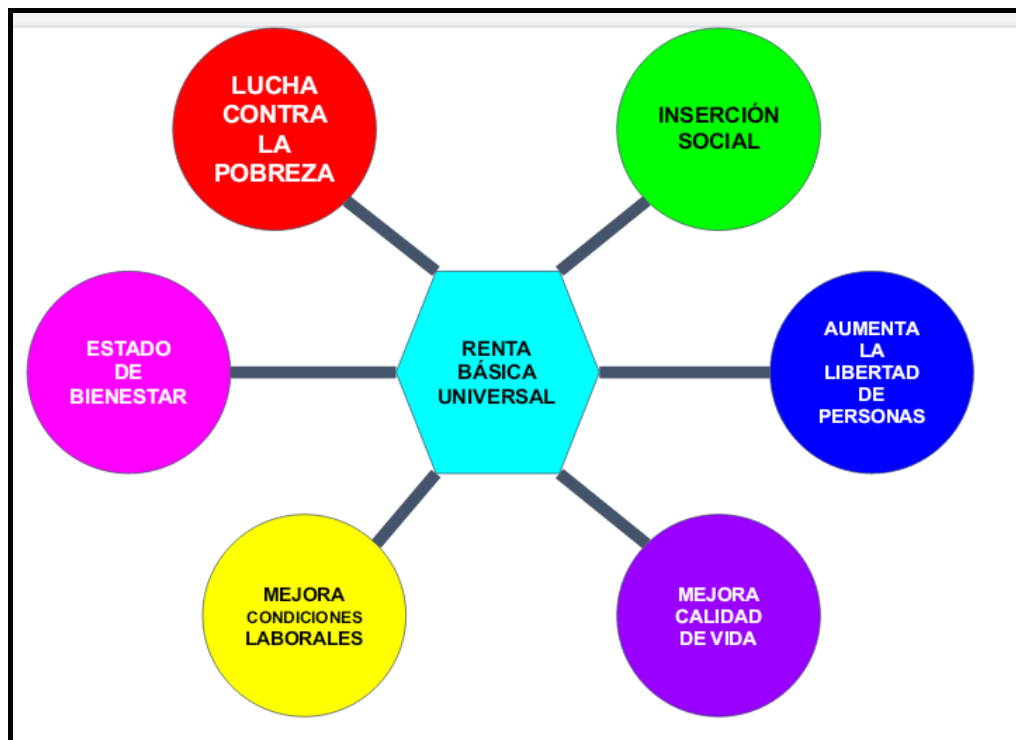 LUCHA
CONTRA
LA
POBREZA
INSERCIÓN
SOCIAL
ESTADO
DE
BIENESTAR
RENTA
BÁSICA
UNIVERSAL
AUMENTA
LA
LIBERTAD
DE
PERSONAS
MEJORA
CONDICIONES
LABORALES
MEJORA
CALIDAD
DE VIDA